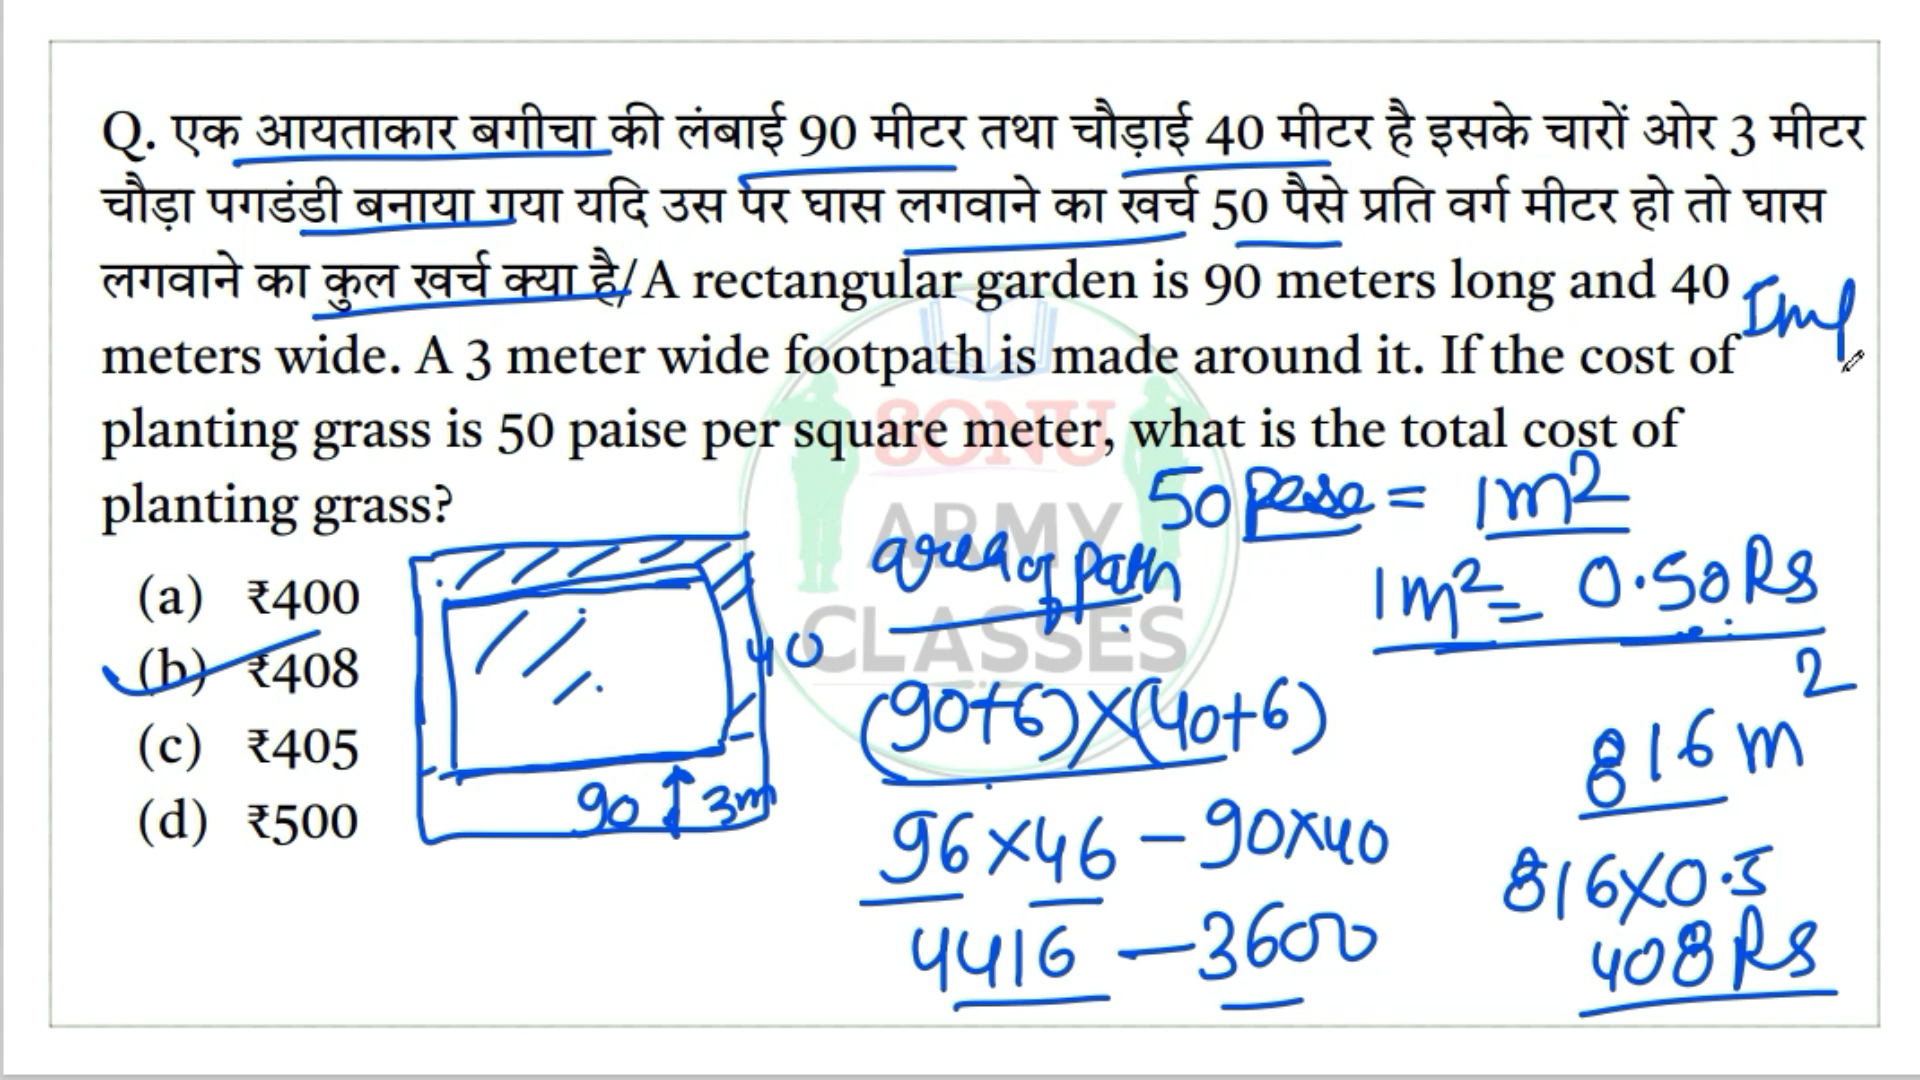 Q. एक आयताकार बगीचा की लंबाई 90 मीटर तथा चौड़ाई 40 मीटर है इसके चारों ओर 3 मीटर
चौड़ा पगडंडी बनाया गया यदि उस पर घास लगवाने का खर्च 50 पैसे प्रति वर्ग मीटर हो तो घास
लगवाने का कुल खर्च क्या है/A rectangular garden is 90 meters long and 40
meters wide. A 3 meter wide footpath is made around it. If the cost of
planting grass is 50 paise per square meter, what is the total cost of
planting grass?
(a) ₹400
(b) ₹408
(c) ₹405
(d) ₹500
Imp
SONU
ARMY
CLASSES
40
90 3m
area of path
(90+6)×(40+6)
96×46 - 90×40
4416 - 3600
50 = 1m²
1m² = 0.50 Rs
816 m²
816×0.5
408 Rs